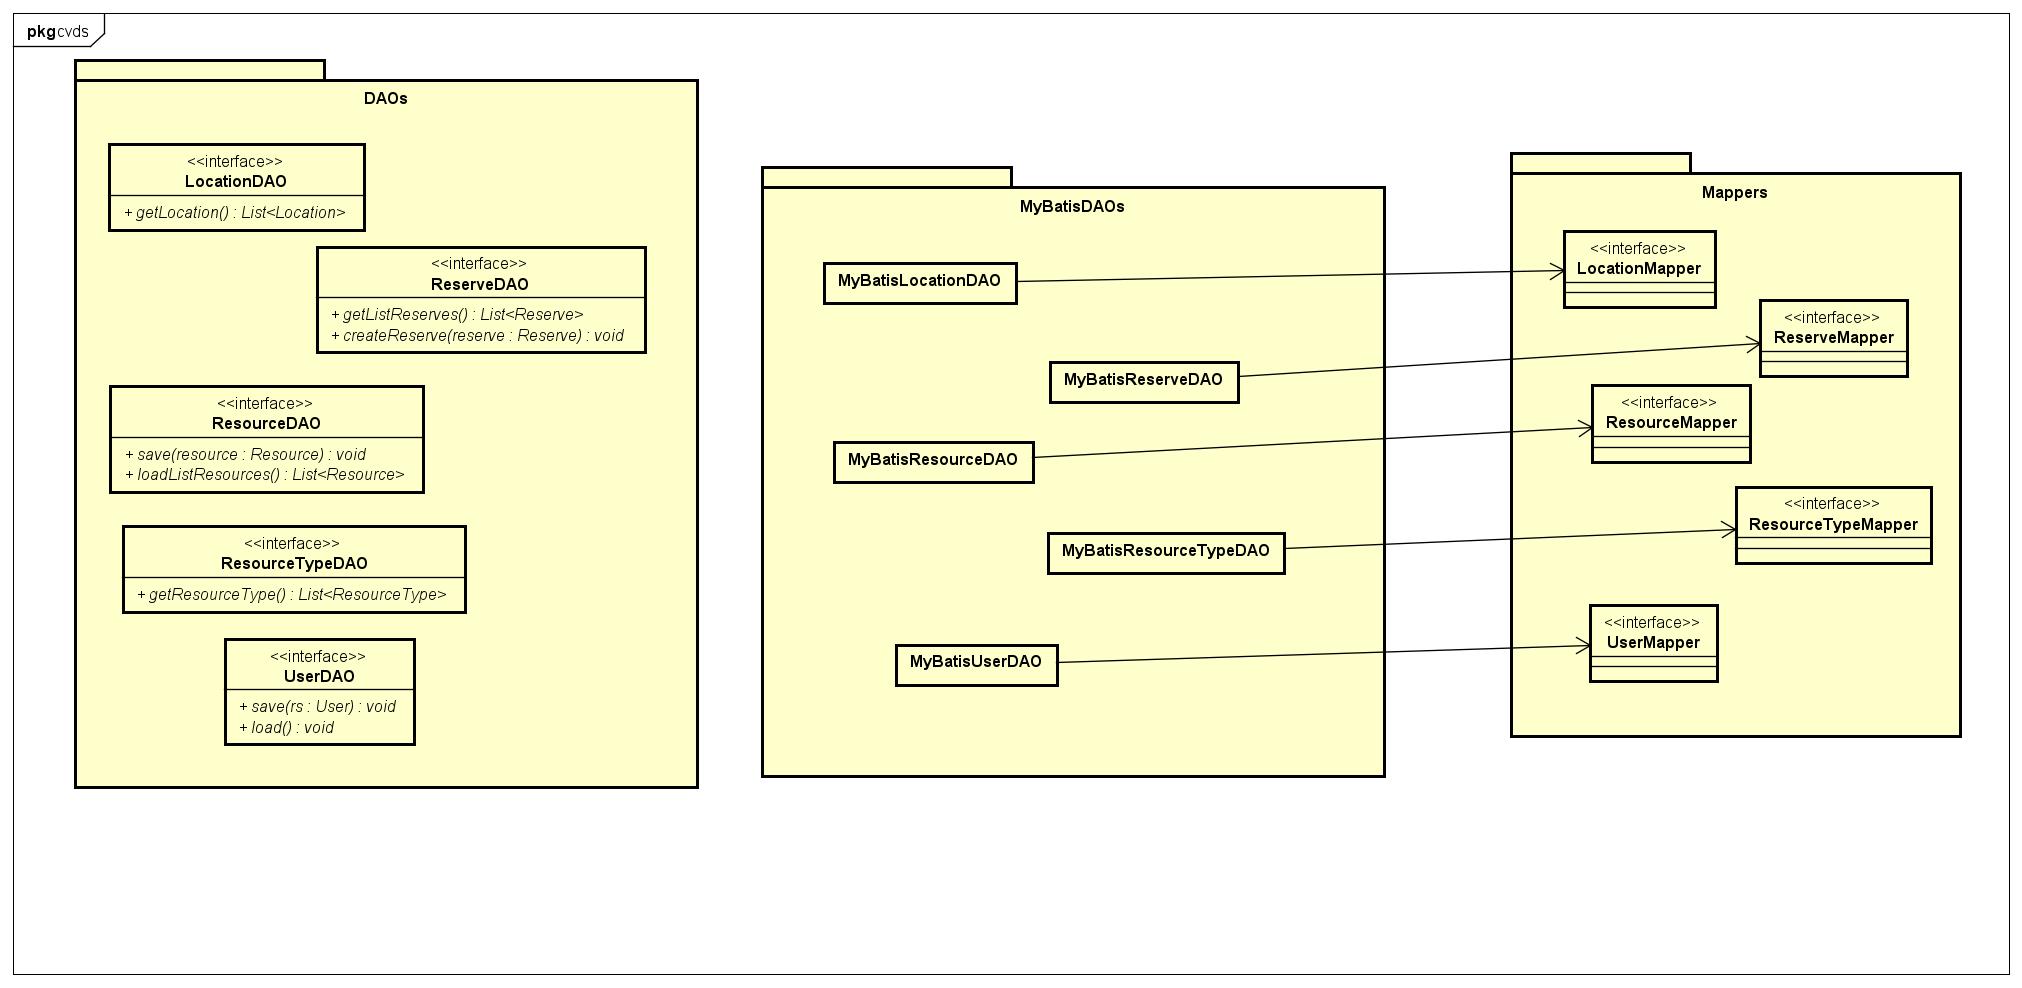 pkg cvds
DAOs
<<interface>>
LocationDAO
+ getLocation() : List<Location>
<<interface>>
ReserveDAO
+ getListReserves() : List<Reserve>
+ createReserve(reserve : Reserve) : void
<<interface>>
ResourceDAO
+ save(resource : Resource) : void
+ loadListResources() : List<Resource>
<<interface>>
ResourceTypeDAO
+ getResourceType() : List<ResourceType>
<<interface>>
UserDAO
+ save(rs : User) : void
+ load() : void
MyBatisDAOs
MyBatisLocationDAO
MyBatisReserveDAO
MyBatisResourceDAO
MyBatisResourceTypeDAO
MyBatisUserDAO
Mappers
<<interface>>
LocationMapper
<<interface>>
ReserveMapper
<<interface>>
ResourceMapper
<<interface>>
ResourceTypeMapper
<<interface>>
UserMapper